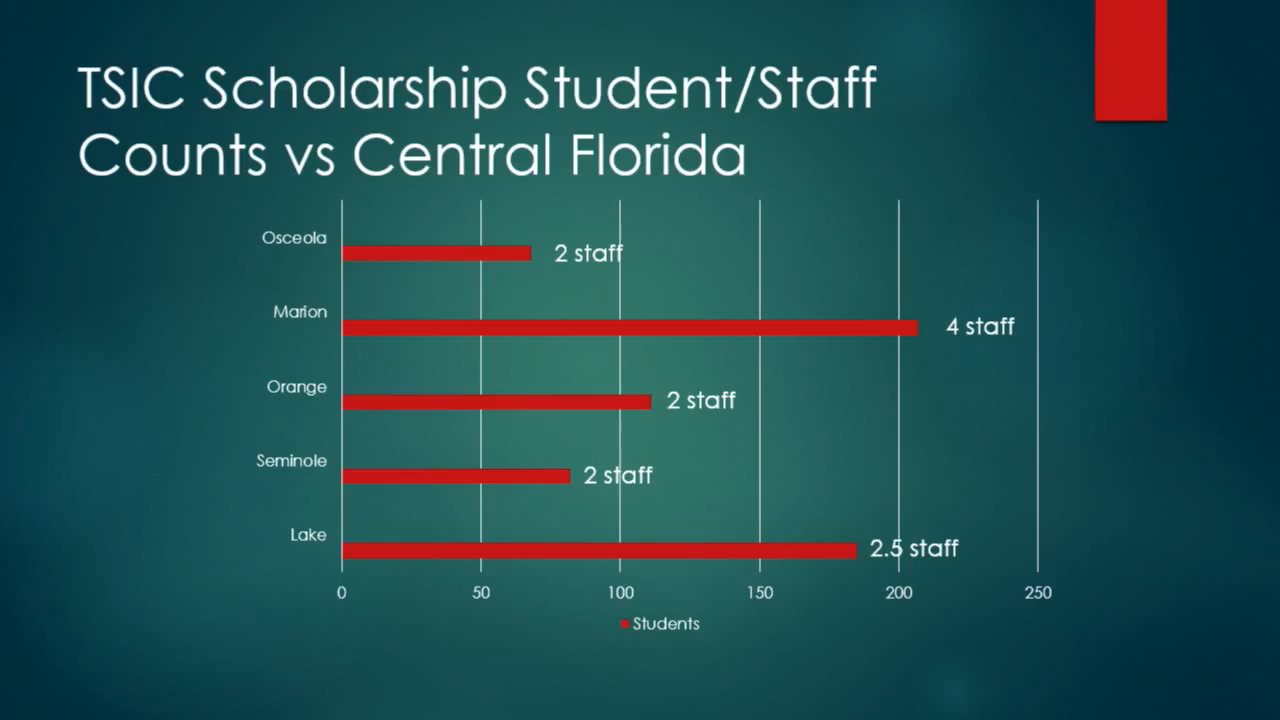 TSIC Scholarship Student/Staff
Counts vs Central Florida
Osceola
2 staff
Marion
4 staff
Orange
2 staff
Seminole
2 staff
Lake
2.5 staff
0 50 100 150 200 250
Students